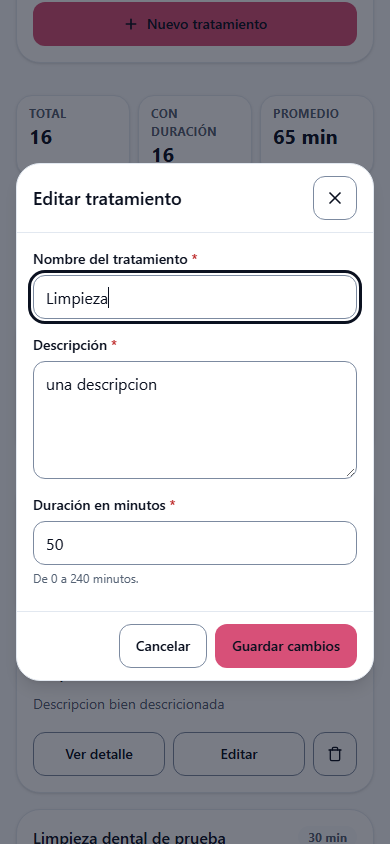 + Nuevo tratamiento
TOTAL
16
CON
DURACIÓN
16
PROMEDIO
65 min
Editar tratamiento
Nombre del tratamiento *
Limpieza
Descripción *
una descripcion
Duración en minutos *
50
De 0 a 240 minutos.
Cancelar
Guardar cambios
Descripcion bien descricionada
Ver detalle
Editar
Limpieza dental de prueba
30 min